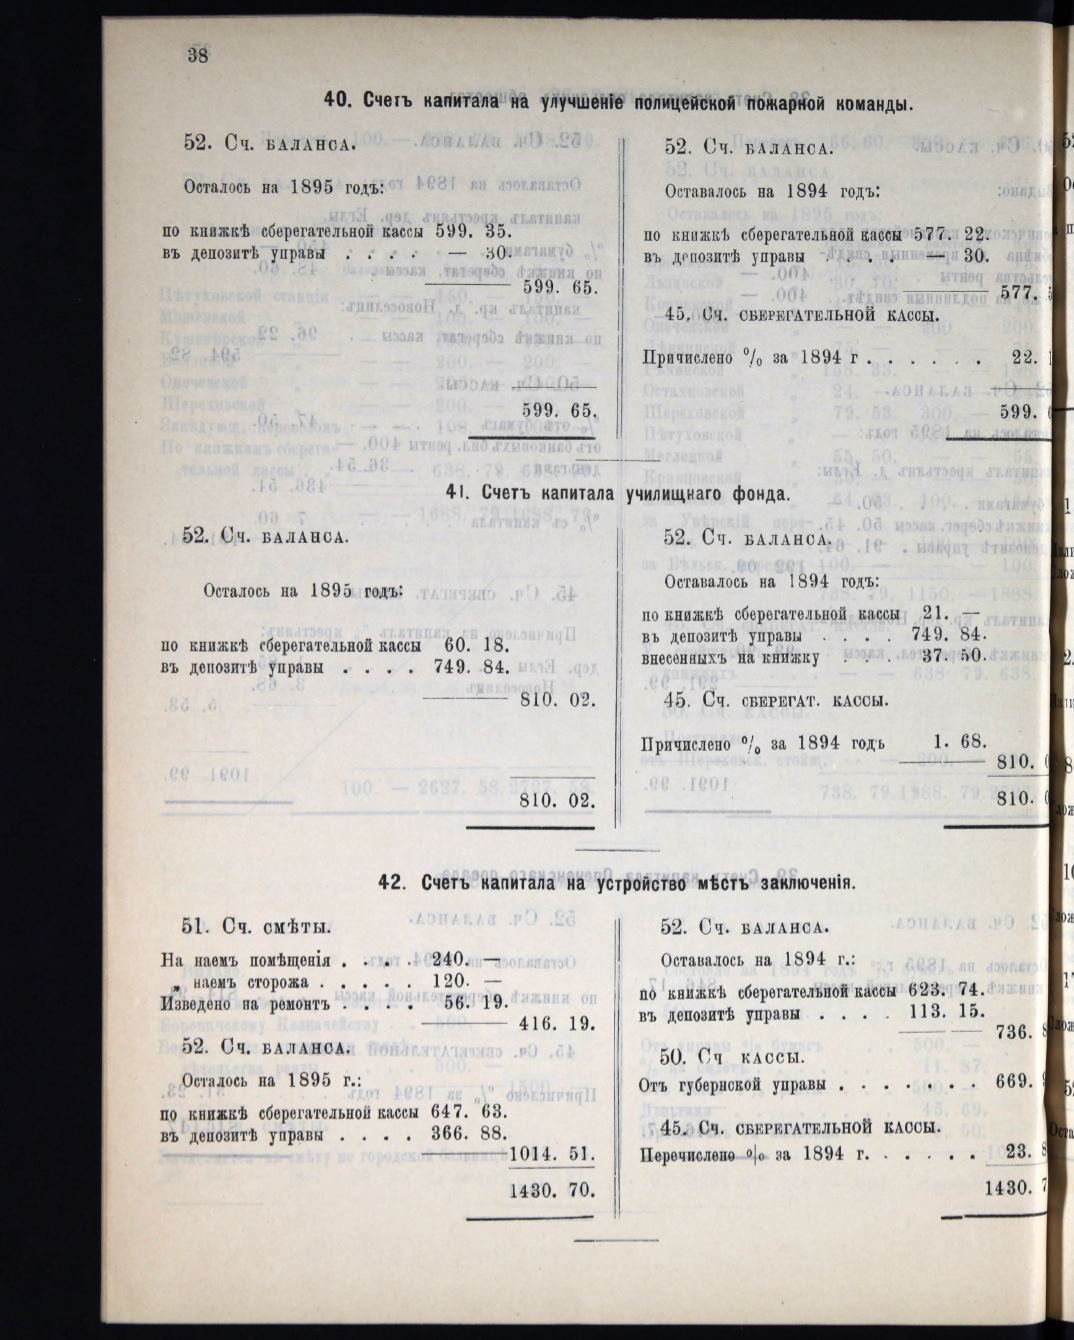 38
40. Счетъ капитала на улучшеніе полицейской пожарной команды.
52. Сч. БАЛАНСА.
Осталось на 1895 годъ:
по книжкѣ сберегательной кассы 599. 35.
въ депозитѣ управы . . . . — 30.
599. 65.
599. 65.
52. Сч. БАЛАНСА.
Оставалось на 1894 годъ:
по книжкѣ сберегательной кассы 577. 22.
въ депозитѣ управы . . . . — 30.
577.
45. Сч. СБЕРЕГАТЕЛЬНОЙ КАССЫ.
Причислено % за 1894 г . . . . . . 22.
599.
41. Счетъ капитала училищнаго фонда.
52. Сч. БАЛАНСА.
Осталось на 1895 годъ:
по книжкѣ сберегательной кассы 60. 18.
въ депозитѣ управы . . . . 749. 84.
810. 02.
810. 02.
52. Сч. БАЛАНСА.
Оставалось на 1894 годъ:
по книжкѣ сберегательной кассы 21. —
въ депозитѣ управы . . . . 749. 84.
внесенныхъ на книжку . . . 37. 50.
45. Сч. СБЕРЕГАТ. КАССЫ.
Причислено % за 1894 годъ 1. 68.
810.
810.
42. Счетъ капитала на устройство мѣстъ заключенія.
51. Сч. СМѢТЫ.
На наемъ помѣщенія . . . . 240. —
„ наемъ сторожа . . . . . 120. —
Изведено на ремонтъ . . . . 56. 19.
416. 19.
52. Сч. БАЛАНСА.
Осталось на 1895 г.:
по книжкѣ сберегательной кассы 647. 63.
въ депозитѣ управы . . . . 366. 88.
1014. 51.
1430. 70.
52. Сч. БАЛАНСА.
Оставалось на 1894 г.:
по книжкѣ сберегательной кассы 623. 74.
въ депозитѣ управы . . . . 113. 15.
736.
50. Сч КАССЫ.
Отъ губернской управы . . . . . . . 669.
45. Сч. СБЕРЕГАТЕЛЬНОЙ КАССЫ.
Перечислено % за 1894 г. . . . . . 23.
1430.